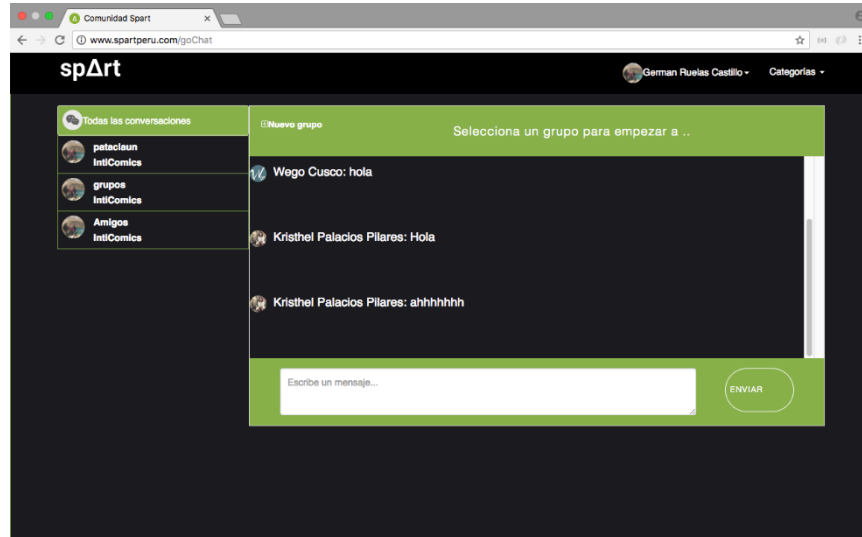 Comunidad Spart
www.spartperu.com/goChat
sp∆rt
German Ruelas Castillo
Categorías
Todas las conversaciones
Nuevo grupo
Selecciona un grupo para empezar a ..
pataclaun
IntiComics
grupos
IntiComics
Amigos
IntiComics
Wego Cusco: hola
Kristhel Palacios Pilares: Hola
Kristhel Palacios Pilares: ahhhhhhh
Escribe un mensaje...
ENVIAR